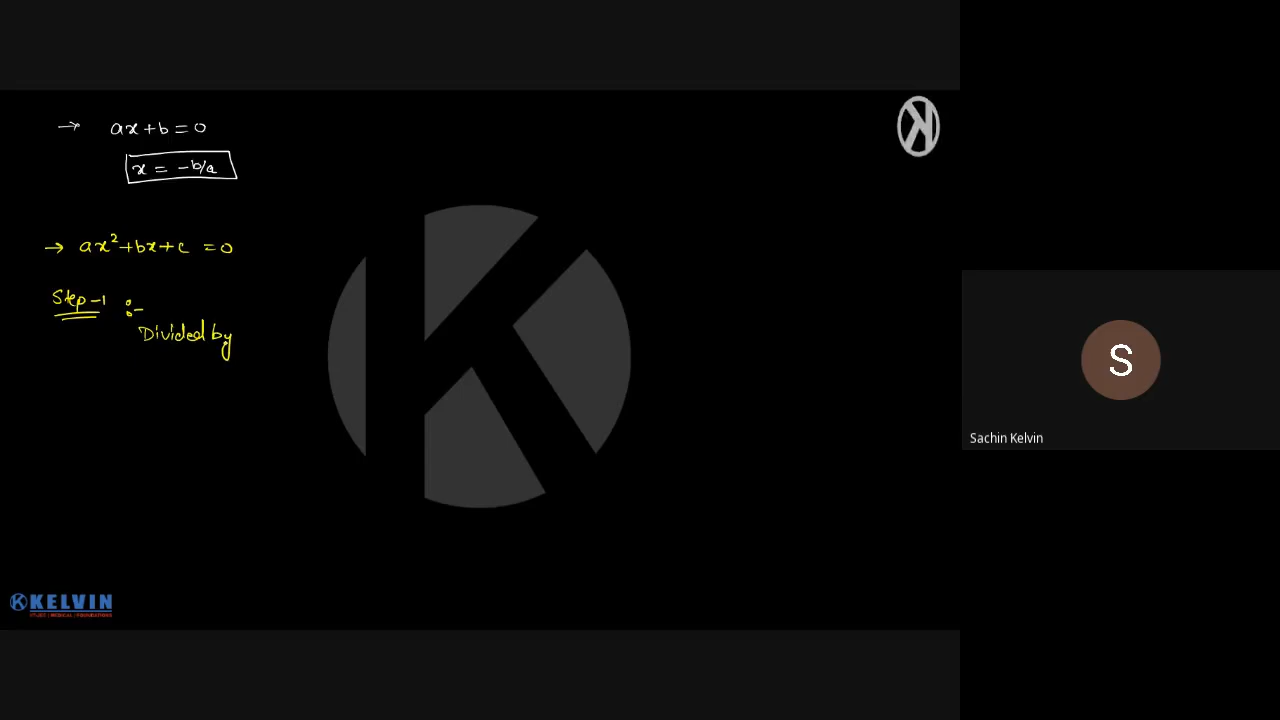 → ax+b=0
x = -b/a
→ ax²+bx+c = 0
Step-1 :-
Divided by
S
Sachin Kelvin
KELVIN